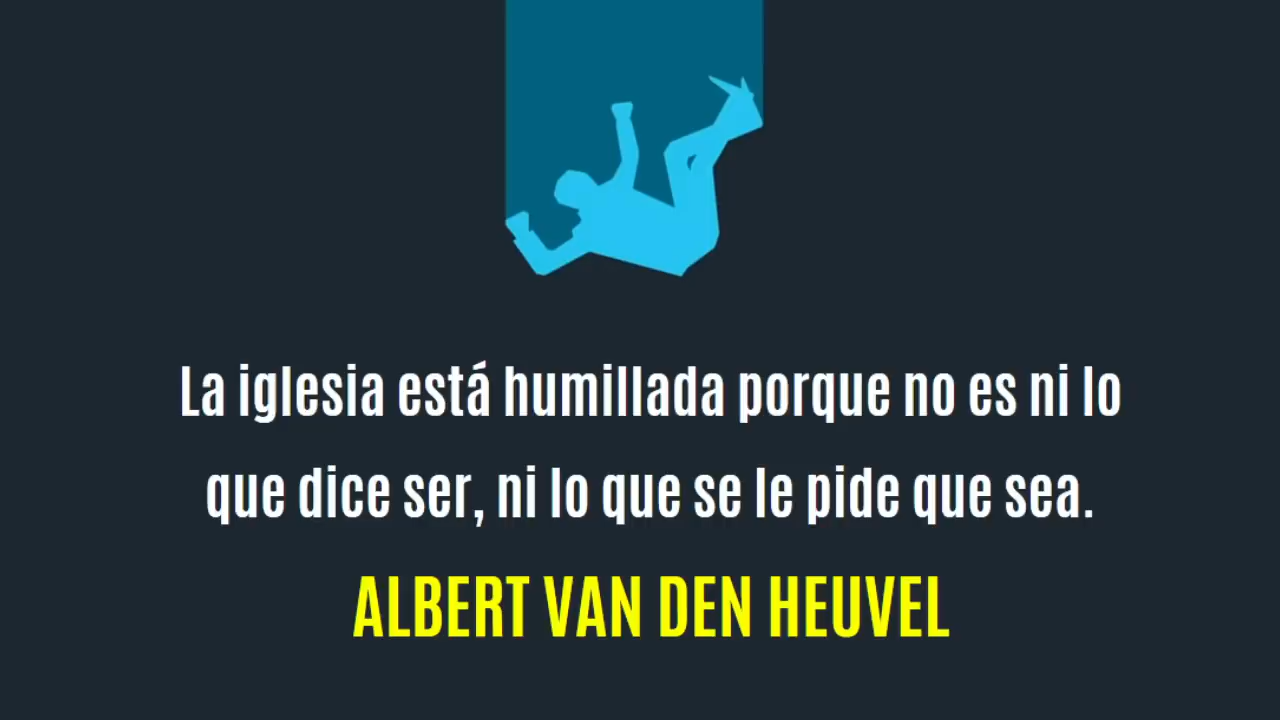 La iglesia está humillada porque no es ni lo
que dice ser, ni lo que se le pide que sea.
ALBERT VAN DEN HEUVEL